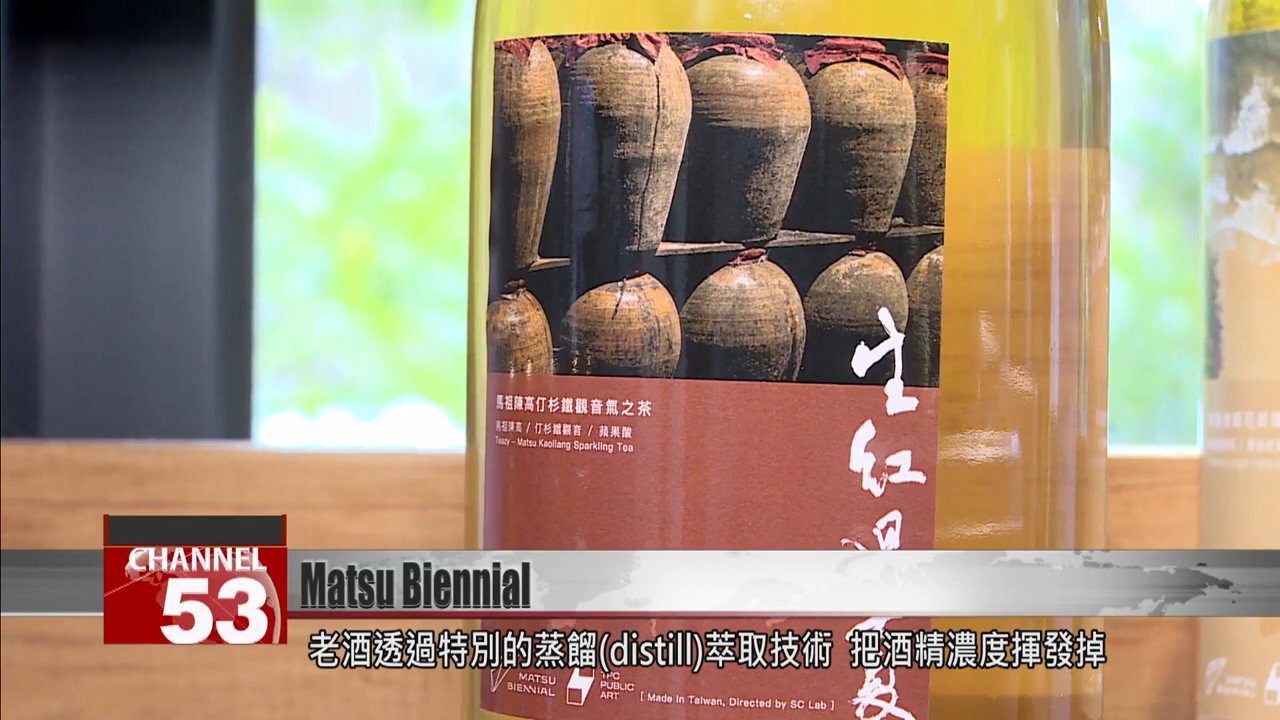 馬祖陳高仃杉鐵觀音氣之茶
馬祖陳高 / 仃杉鐵觀音 / 蘋果酸
Teazy – Matsu Kaoliang Sparkling Tea
生紅
CHANNEL
53
Matsu Biennial
老酒透過特別的蒸餾(distill)萃取技術 把酒精濃度揮發掉
MATSU
BIENNIAL
TPC
PUBLIC
ART
[ Made in Taiwan, Directed by SC Lab ]